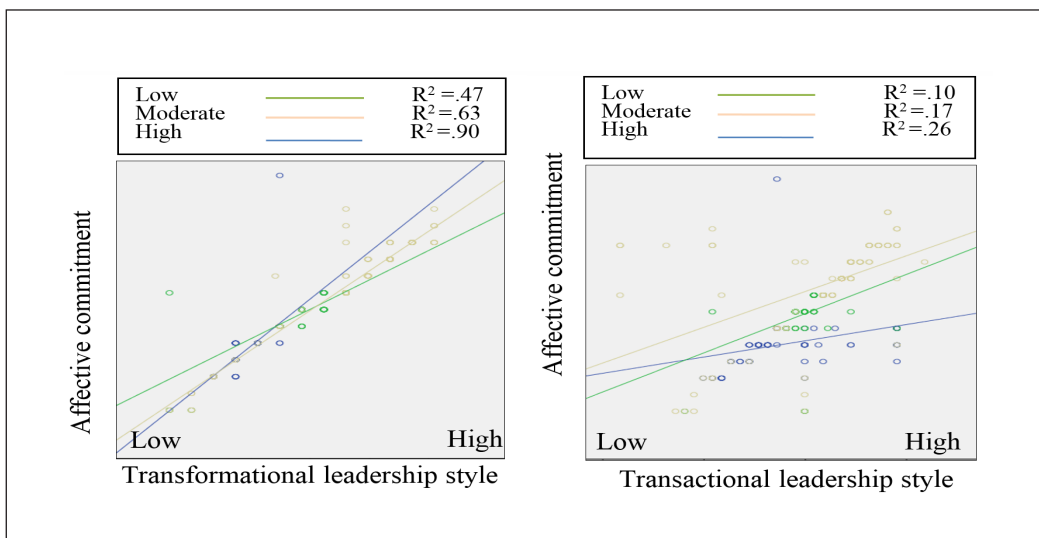 Low R² =.47
Moderate R² =.63
High R² =.90
Affective commitment
Low High
Transformational leadership style
Low R² =.10
Moderate R² =.17
High R² =.26
Affective commitment
Low High
Transactional leadership style